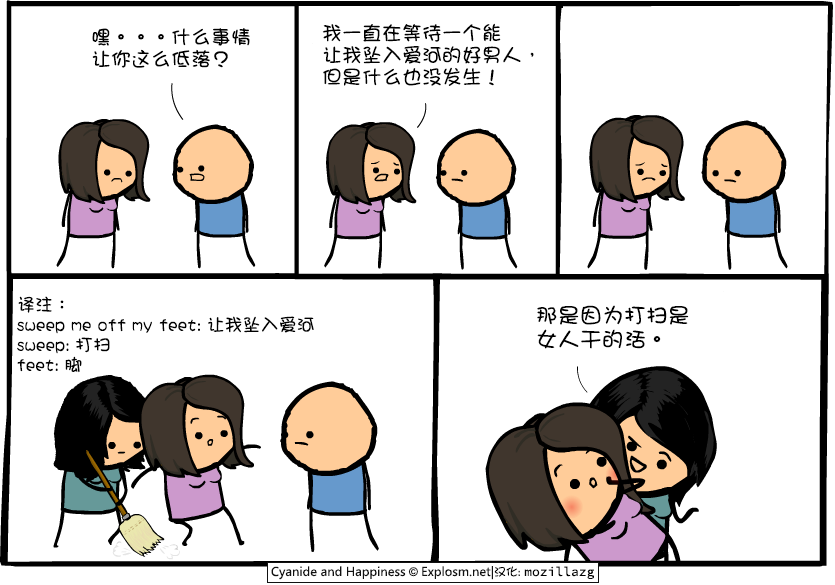 嘿。。。什么事情
让你这么低落？
我一直在等待一个能
让我坠入爱河的好男人，
但是什么也没发生！
译注：
sweep me off my feet: 让我坠入爱河
sweep: 打扫
feet: 脚
那是因为打扫是
女人干的活。
Cyanide and Happiness © Explosm.net|汉化: mozillazg